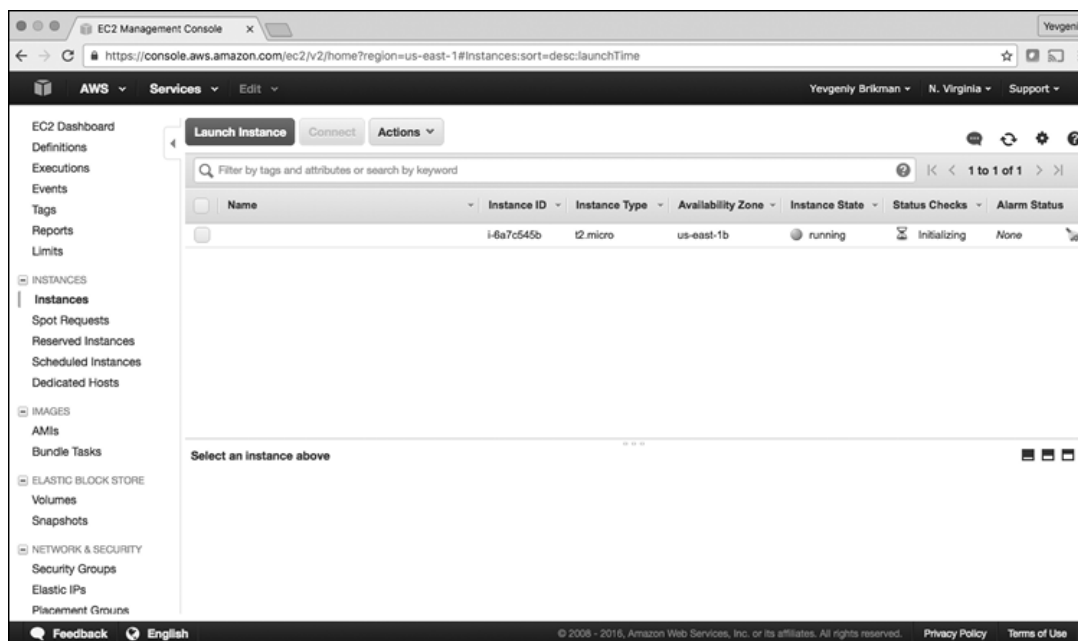 EC2 Management Console
Yevgeni
https://console.aws.amazon.com/ec2/v2/home?region=us-east-1#Instances:sort=desc:launchTime
AWS Services Edit Yevgeniy Brikman N. Virginia Support
EC2 Dashboard
Definitions
Executions
Events
Tags
Reports
Limits
INSTANCES
Instances
Spot Requests
Reserved Instances
Scheduled Instances
Dedicated Hosts
IMAGES
AMIs
Bundle Tasks
ELASTIC BLOCK STORE
Volumes
Snapshots
NETWORK & SECURITY
Security Groups
Elastic IPs
Placement Groups
Launch Instance Connect Actions
Filter by tags and attributes or search by keyword 1 to 1 of 1
Name Instance ID Instance Type Availability Zone Instance State Status Checks Alarm Status
i-6a7c545b t2.micro us-east-1b running Initializing None
Select an instance above
Feedback English © 2008 - 2016, Amazon Web Services, Inc. or its affiliates. All rights reserved. Privacy Policy Terms of Use